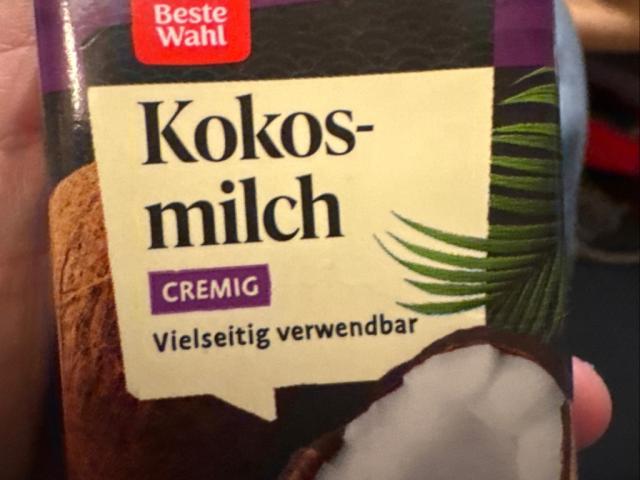 Beste
Wahl
Kokos-
milch
CREMIG
Vielseitig verwendbar